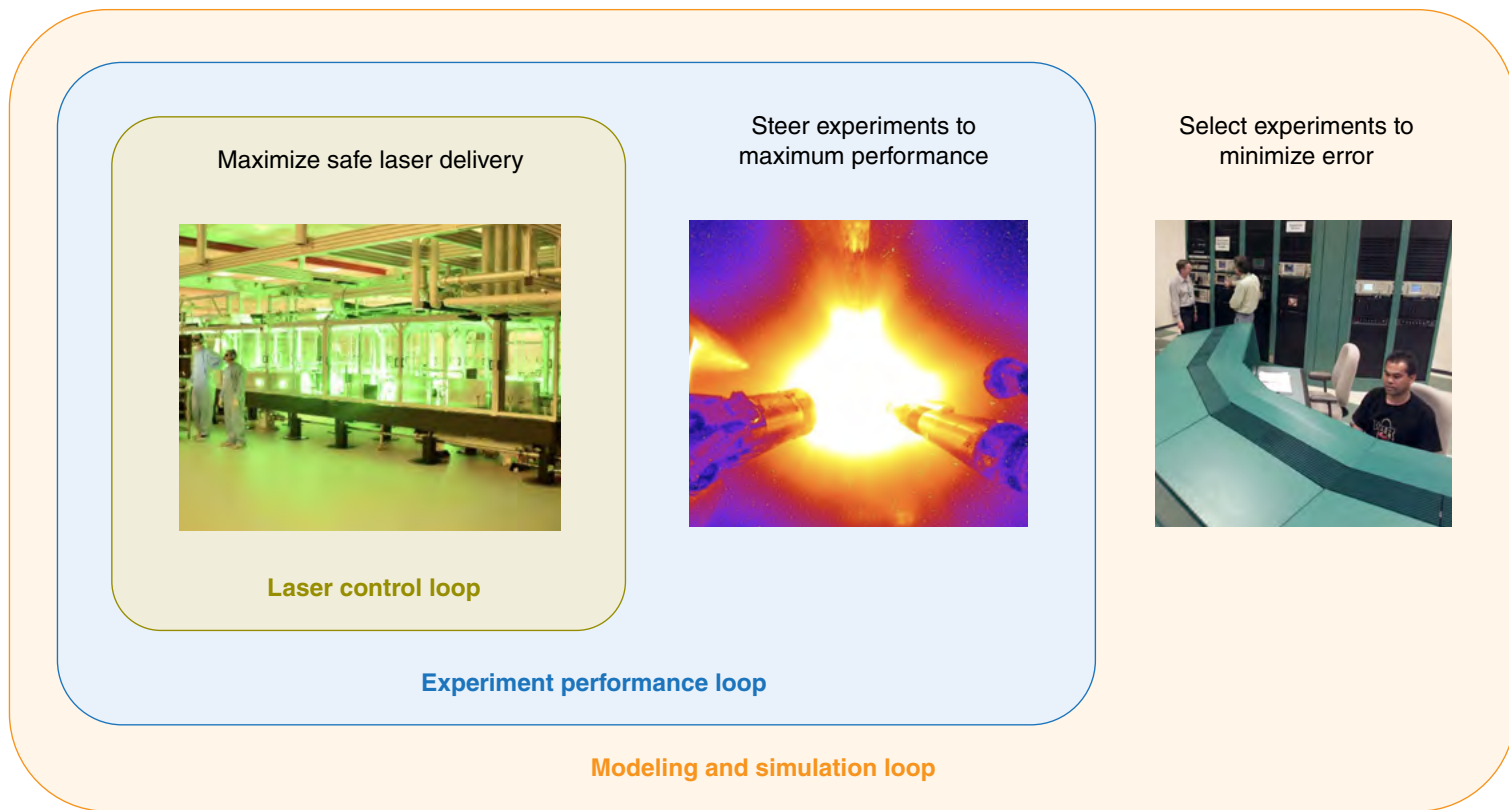 Maximize safe laser delivery
Laser control loop
Steer experiments to
maximum performance
Experiment performance loop
Select experiments to
minimize error
Modeling and simulation loop